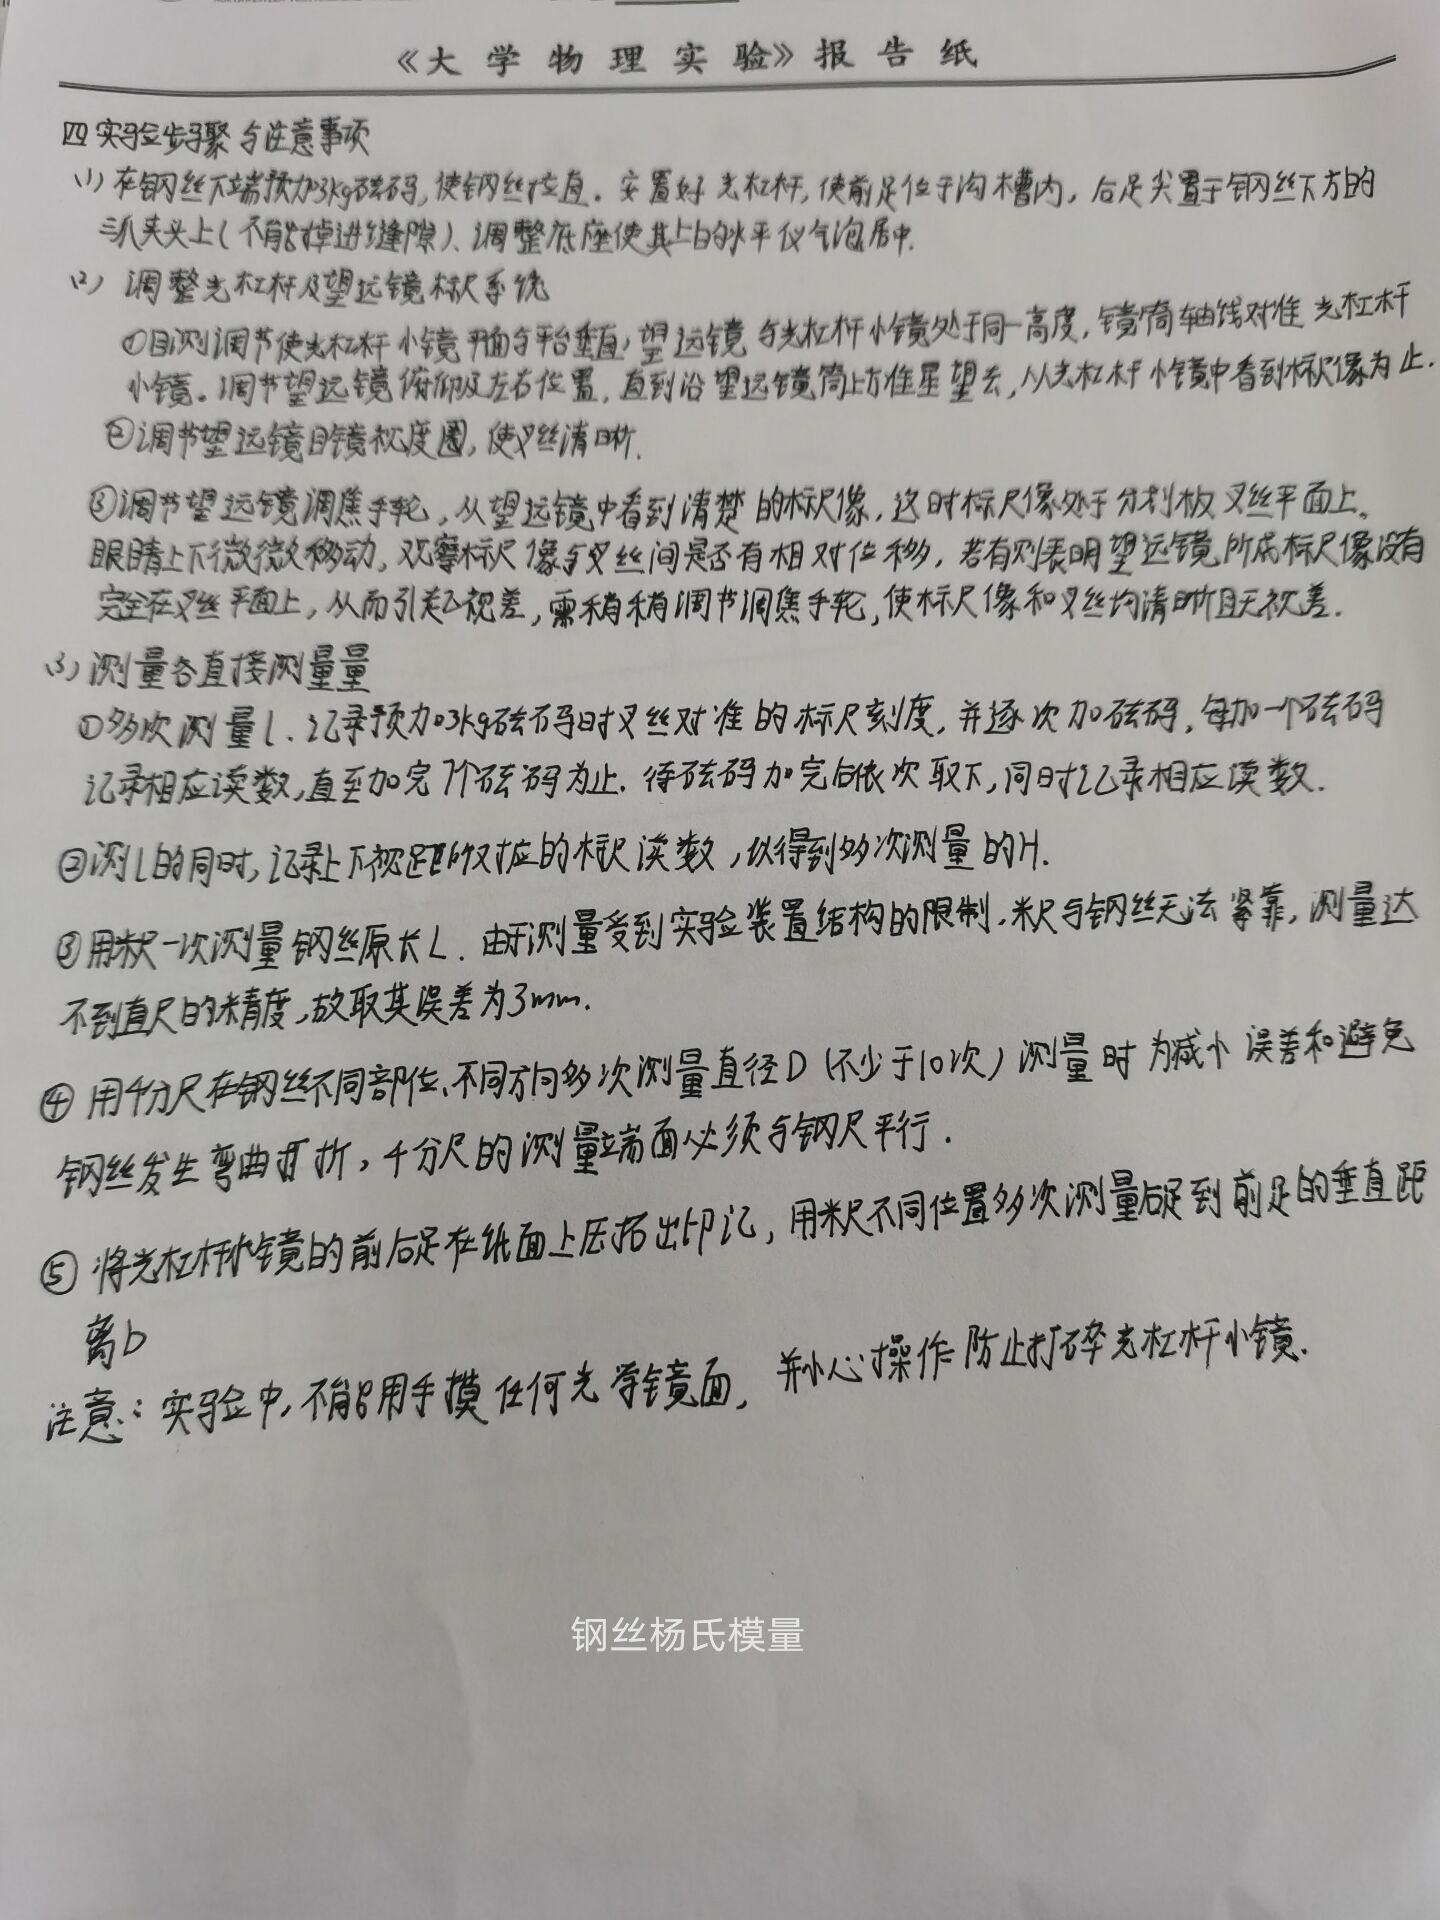 《大学物理实验》报告纸
四 实验步骤与注意事项
(1) 在钢丝下端预加3kg砝码,使钢丝拉直. 安置好光杠杆,使前足位于沟槽内,后足尖置于钢丝下方的
三爪夹头上(不能掉进缝隙)、调整底座使其上的水平仪气泡居中.
(2) 调整光杠杆及望远镜标尺系统
①目测调节使光杠杆小镜平面与平台垂直,望远镜与光杠杆小镜处于同一高度,镜筒轴线对准光杠杆
小镜。调节望远镜俯仰及左右位置,直到沿望远镜筒上方准星望去,从光杠杆小镜中看到标尺像为止.
②调节望远镜目镜视度圈,使叉丝清晰.
③调节望远镜调焦手轮,从望远镜中看到清楚的标尺像,这时标尺像处于分划板叉丝平面上。
眼睛上下微微移动,观察标尺像与叉丝间是否有相对位移,若有则表明望远镜所成标尺像没有
完全在叉丝平面上,从而引起视差,需稍稍调节调焦手轮,使标尺像和叉丝均清晰且无视差.
(3) 测量各直接测量量
①多次测量l.记录预加3kg砝码时叉丝对准的标尺刻度,并逐次加砝码,每加一个砝码
记录相应读数,直至加完7个砝码为止.待砝码加完后依次取下,同时记录相应读数.
②测l的同时,记录上下视距所对应的标尺读数,以得到多次测量的H.
③用米尺一次测量钢丝原长L.由于测量受到实验装置结构的限制,米尺与钢丝无法紧靠,测量达
不到直尺的精度,故取其误差为3mm.
④用千分尺在钢丝不同部位、不同方向多次测量直径D(不少于10次)测量时为减小误差和避免
钢丝发生弯曲打折,千分尺的测量端面必须与钢尺平行.
⑤将光杠杆小镜的前后足在纸面上压拓出印记,用米尺不同位置多次测量后足到前足的垂直距
离b
注意:实验中,不能用手摸任何光学镜面,并小心操作防止打碎光杠杆小镜.
钢丝杨氏模量